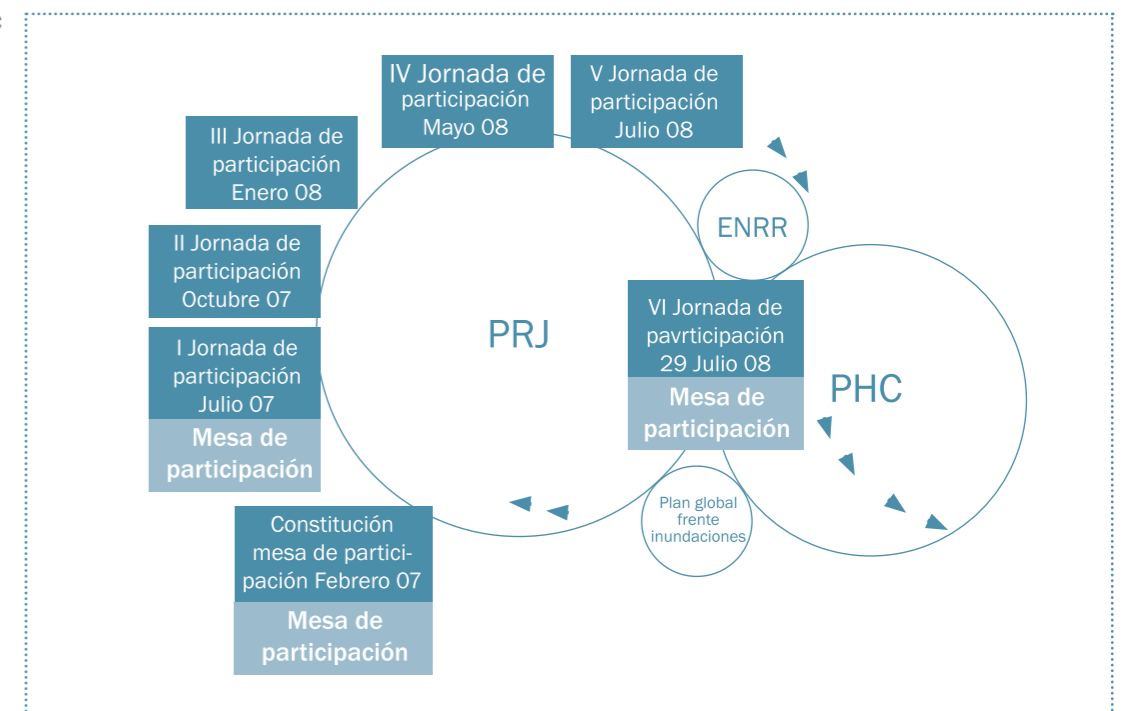 IV Jornada de
participación
Mayo 08
V Jornada de
participación
Julio 08
III Jornada de
participación
Enero 08
ENRR
II Jornada de
participación
Octubre 07
VI Jornada de
pavrticipación
29 Julio 08
Mesa de
participación
PRJ
PHC
I Jornada de
participación
Julio 07
Mesa de
participación
Plan global
frente
inundaciones
Constitución
mesa de partici-
pación Febrero 07
Mesa de
participación